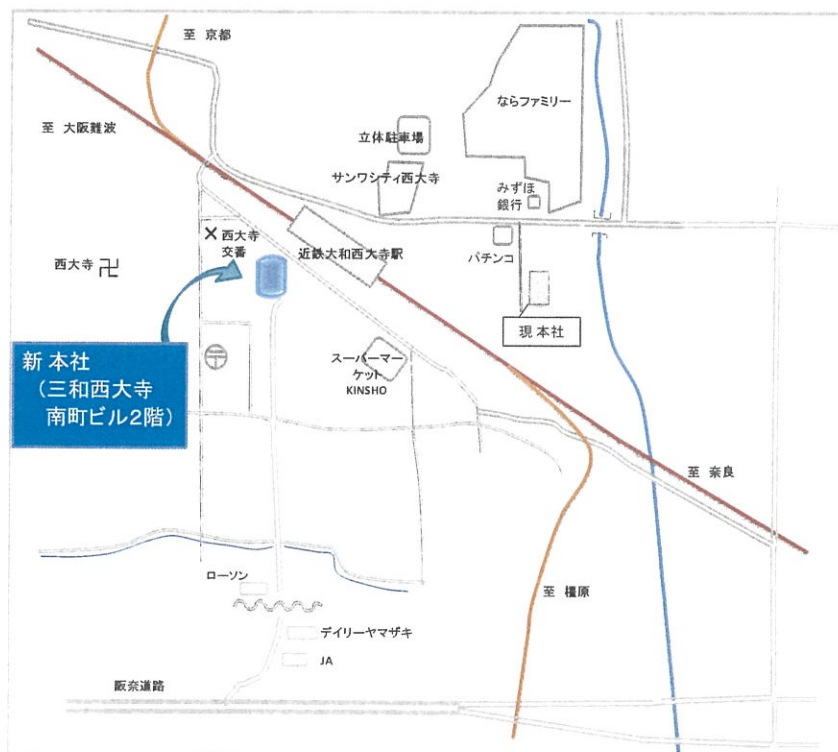 至 京都
ならファミリー
至 大阪難波
立体駐車場
サンワシティ西大寺
みずほ
銀行
西大寺
交番
近鉄大和西大寺駅
パチンコ
西大寺
現 本社
新 本社
(三和西大寺
南町ビル2階)
〒
スーパーマー
ケット
KINSHO
至 奈良
ローソン
至 橿原
デイリーヤマザキ
JA
阪奈道路